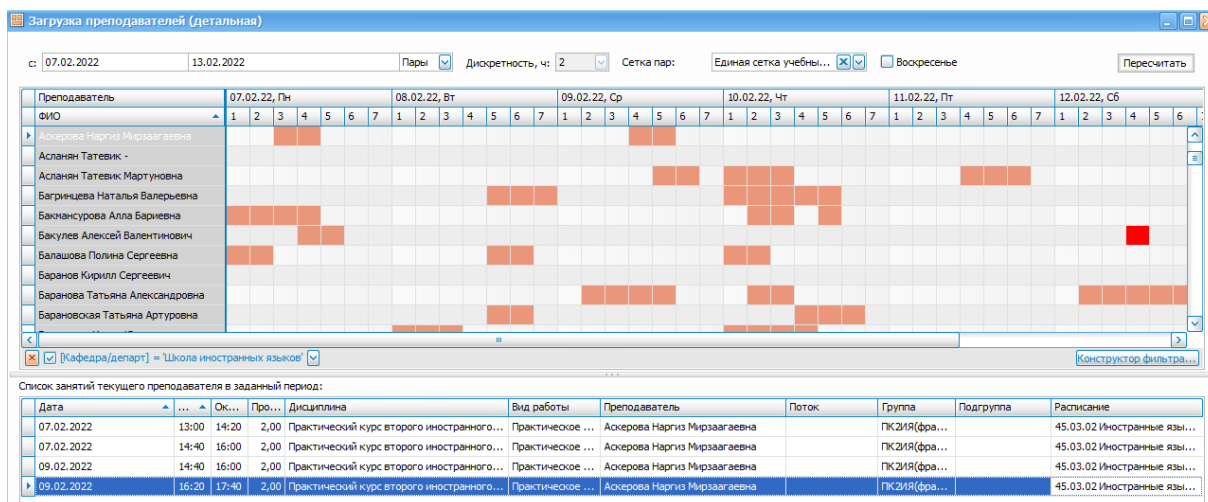 Загрузка преподавателей (детальная)
с: 07.02.2022 13.02.2022 Пары Дискретность, ч: 2 Сетка пар: Единая сетка учебны... Воскресенье Пересчитать
Преподаватель 07.02.22, Пн 08.02.22, Вт 09.02.22, Ср 10.02.22, Чт 11.02.22, Пт 12.02.22, Сб
ФИО 1 2 3 4 5 6 7 1 2 3 4 5 6 7 1 2 3 4 5 6 7 1 2 3 4 5 6 7 1 2 3 4 5 6 7 1 2 3 4 5 6
Аскерова Наргиз Мирзаагаевна
Асланян Татевик -
Асланян Татевик Мартуновна
Багринцева Наталья Валерьевна
Бакмансурова Алла Бариевна
Бакулев Алексей Валентинович
Балашова Полина Сергеевна
Баранов Кирилл Сергеевич
Баранова Татьяна Александровна
Барановская Татьяна Артуровна
[Кафедра/департ] = 'Школа иностранных языков' Конструктор фильтра...
Список занятий текущего преподавателя в заданный период:
Дата ... Ок... Про... Дисциплина Вид работы Преподаватель Поток Группа Подгруппа Расписание
07.02.2022 13:00 14:20 2,00 Практический курс второго иностранного... Практическое ... Аскерова Наргиз Мирзаагаевна ПК2ИЯ(фра... 45.03.02 Иностранные язы...
07.02.2022 14:40 16:00 2,00 Практический курс второго иностранного... Практическое ... Аскерова Наргиз Мирзаагаевна ПК2ИЯ(фра... 45.03.02 Иностранные язы...
09.02.2022 14:40 16:00 2,00 Практический курс второго иностранного... Практическое ... Аскерова Наргиз Мирзаагаевна ПК2ИЯ(фра... 45.03.02 Иностранные язы...
09.02.2022 16:20 17:40 2,00 Практический курс второго иностранного... Практическое ... Аскерова Наргиз Мирзаагаевна ПК2ИЯ(фра... 45.03.02 Иностранные язы...